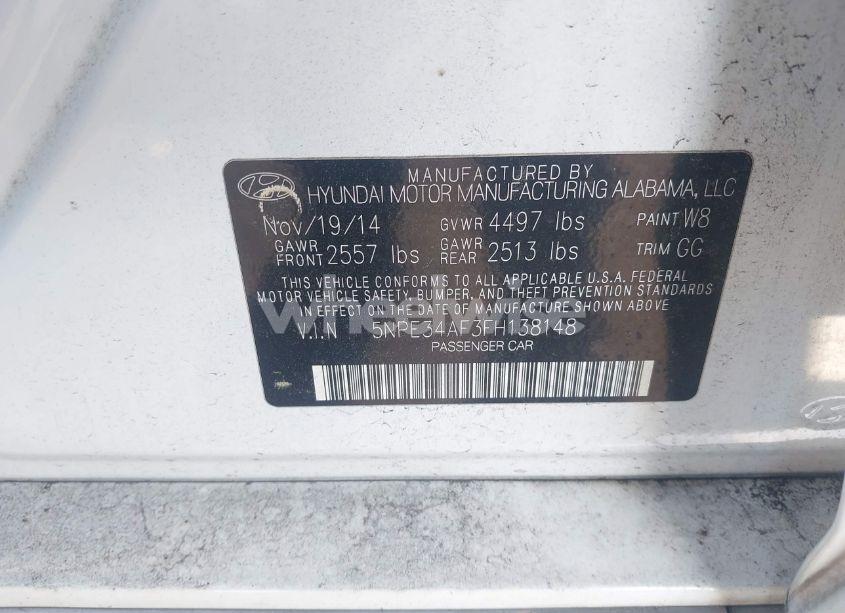 MANUFACTURED BY
HYUNDAI MOTOR MANUFACTURING ALABAMA, LLC
Nov/19/14 GVWR 4497 lbs PAINT W8
GAWR FRONT 2557 lbs GAWR REAR 2513 lbs TRIM GG
THIS VEHICLE CONFORMS TO ALL APPLICABLE U.S.A. FEDERAL
MOTOR VEHICLE SAFETY, BUMPER, AND THEFT PREVENTION STANDARDS
IN EFFECT ON THE DATE OF MANUFACTURE SHOWN ABOVE
V.I.N 5NPE34AF3FH138148
PASSENGER CAR